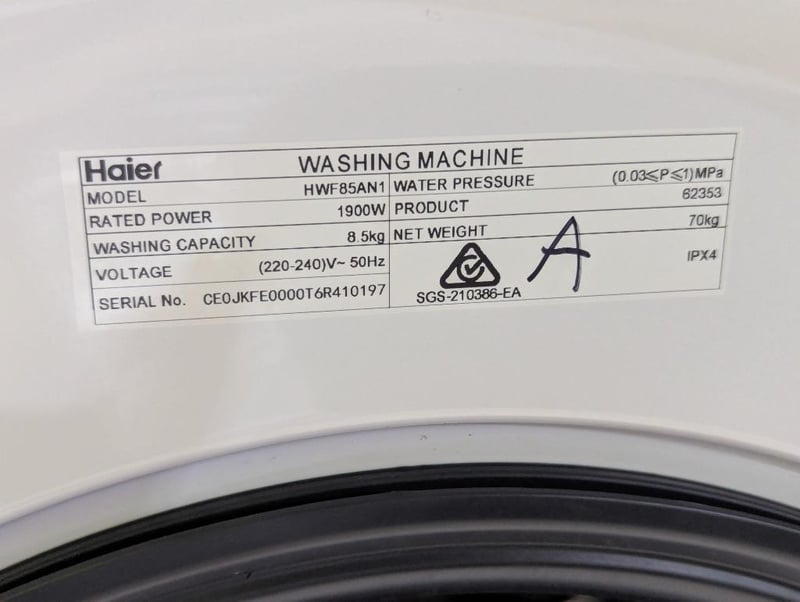 Haier WASHING MACHINE
MODEL HWF85AN1 WATER PRESSURE (0.03≤P≤1)MPa
RATED POWER 1900W PRODUCT 62353
WASHING CAPACITY 8.5kg NET WEIGHT 70kg
VOLTAGE (220-240)V~ 50Hz A IPX4
SERIAL No. CE0JKFE0000T6R410197 SGS-210386-EA